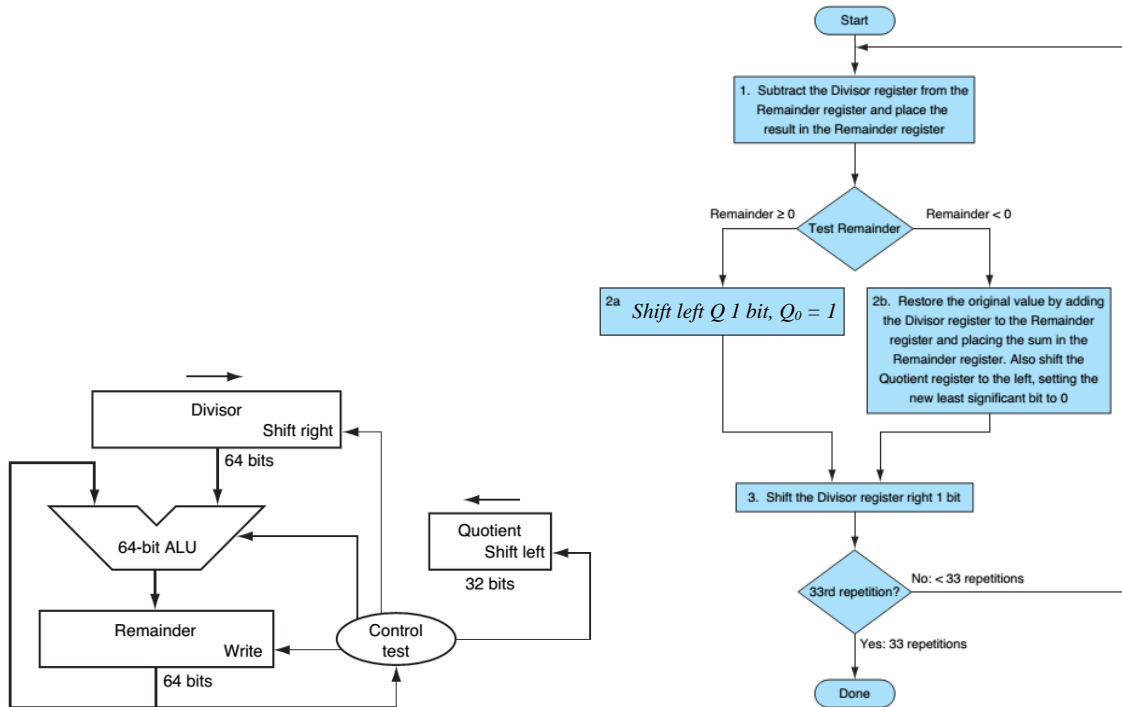 Divisor
Shift right
64 bits
64-bit ALU
Quotient
Shift left
32 bits
Remainder
Write
Control
test
64 bits
Start
1. Subtract the Divisor register from the
Remainder register and place the
result in the Remainder register
Remainder ≥ 0
Remainder < 0
Test Remainder
2a Shift left Q 1 bit, Q₀ = 1
2b. Restore the original value by adding
the Divisor register to the Remainder
register and placing the sum in the
Remainder register. Also shift the
Quotient register to the left, setting the
new least significant bit to 0
3. Shift the Divisor register right 1 bit
33rd repetition?
No: < 33 repetitions
Yes: 33 repetitions
Done